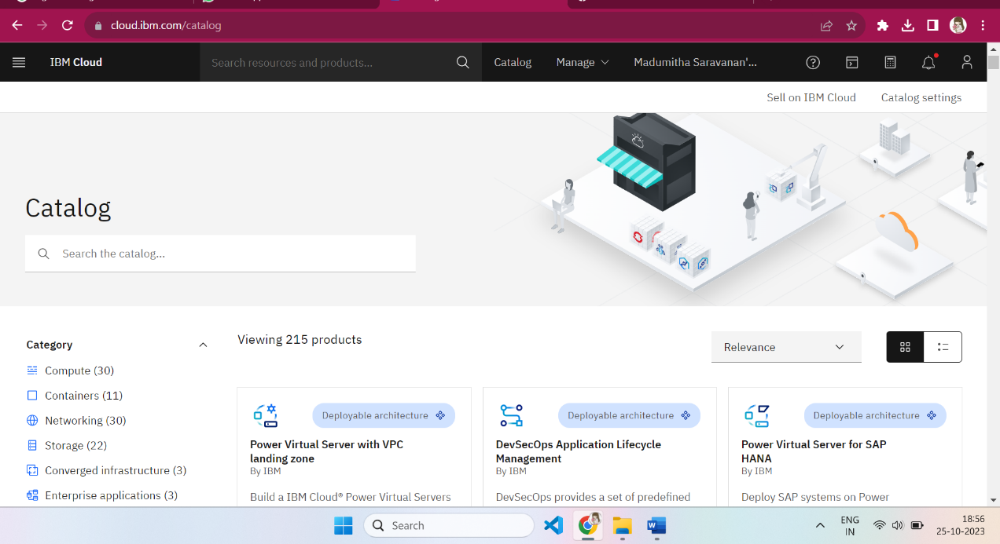 cloud.ibm.com/catalog
IBM Cloud
Search resources and products...
Catalog
Manage
Madumitha Saravanan'...
Sell on IBM Cloud
Catalog settings
Catalog
Search the catalog...
Category
Compute (30)
Containers (11)
Networking (30)
Storage (22)
Converged infrastructure (3)
Enterprise applications (3)
Viewing 215 products
Relevance
Deployable architecture
Power Virtual Server with VPC
landing zone
By IBM
Build a IBM Cloud® Power Virtual Servers
Deployable architecture
DevSecOps Application Lifecycle
Management
By IBM
DevSecOps provides a set of predefined
Deployable architecture
Power Virtual Server for SAP
HANA
By IBM
Deploy SAP systems on Power
Search
ENG
IN
18:56
25-10-2023